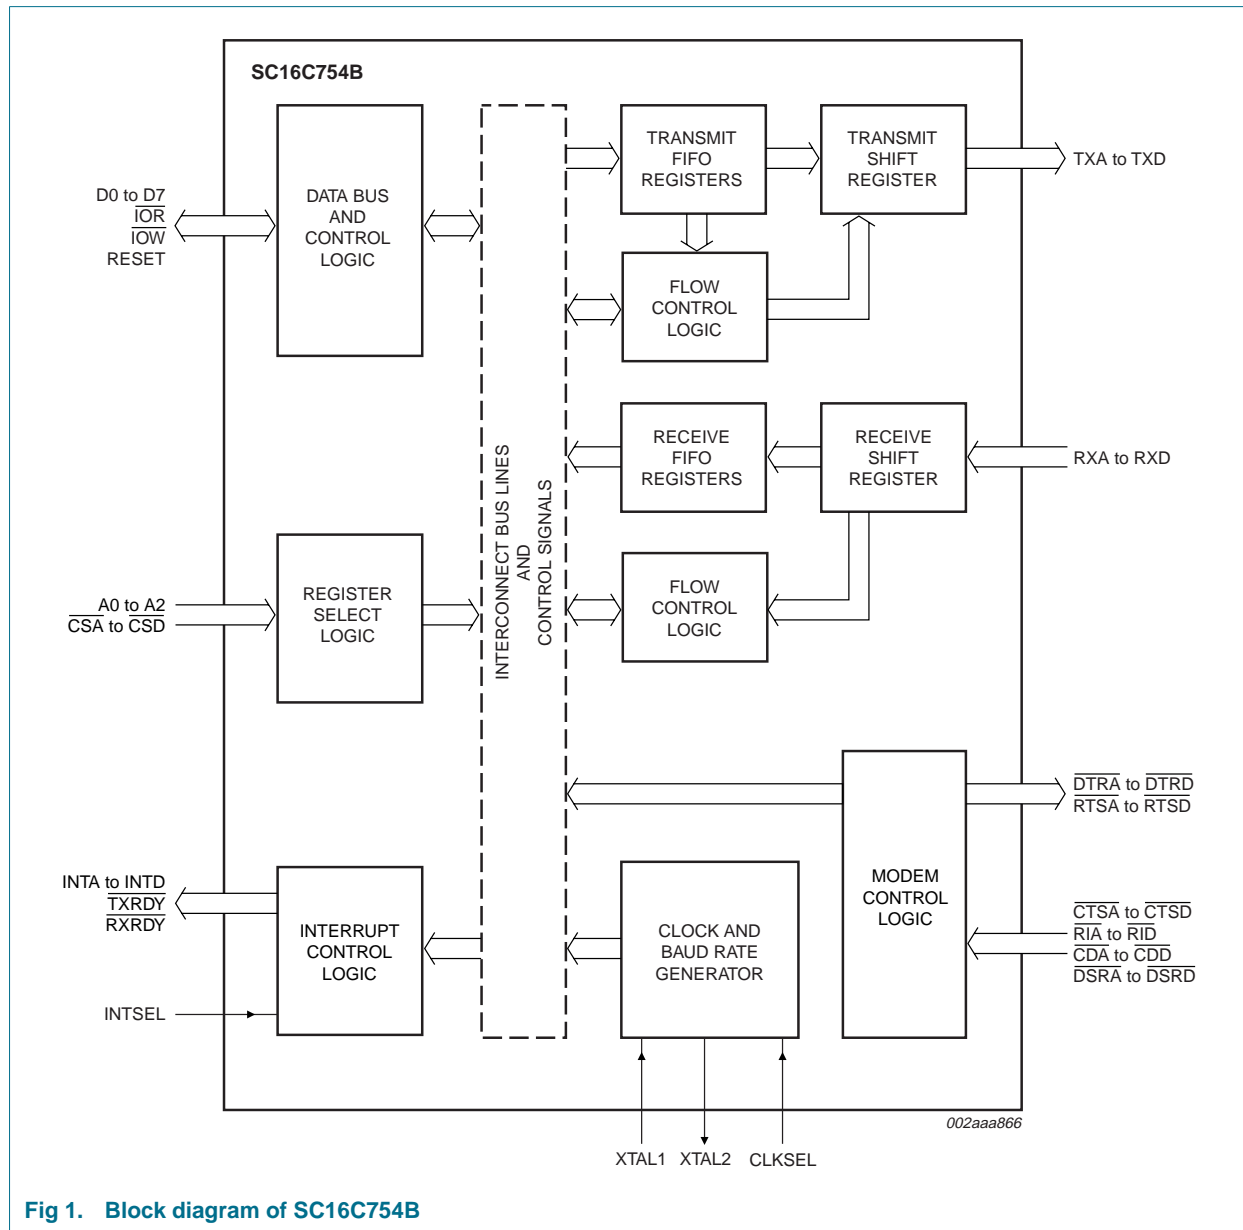 SC16C754B
D0 to D7
IOR
IOW
RESET
DATA BUS
AND
CONTROL
LOGIC
TRANSMIT
FIFO
REGISTERS
TRANSMIT
SHIFT
REGISTER
TXA to TXD
FLOW
CONTROL
LOGIC
INTERCONNECT BUS LINES
AND
CONTROL SIGNALS
RECEIVE
FIFO
REGISTERS
RECEIVE
SHIFT
REGISTER
RXA to RXD
A0 to A2
CSA to CSD
REGISTER
SELECT
LOGIC
FLOW
CONTROL
LOGIC
DTRA to DTRD
RTSA to RTSD
MODEM
CONTROL
LOGIC
CTSA to CTSD
RIA to RID
CDA to CDD
DSRA to DSRD
INTA to INTD
TXRDY
RXRDY
INTERRUPT
CONTROL
LOGIC
INTSEL
CLOCK AND
BAUD RATE
GENERATOR
XTAL1 XTAL2 CLKSEL
002aaa866
Fig 1. Block diagram of SC16C754B